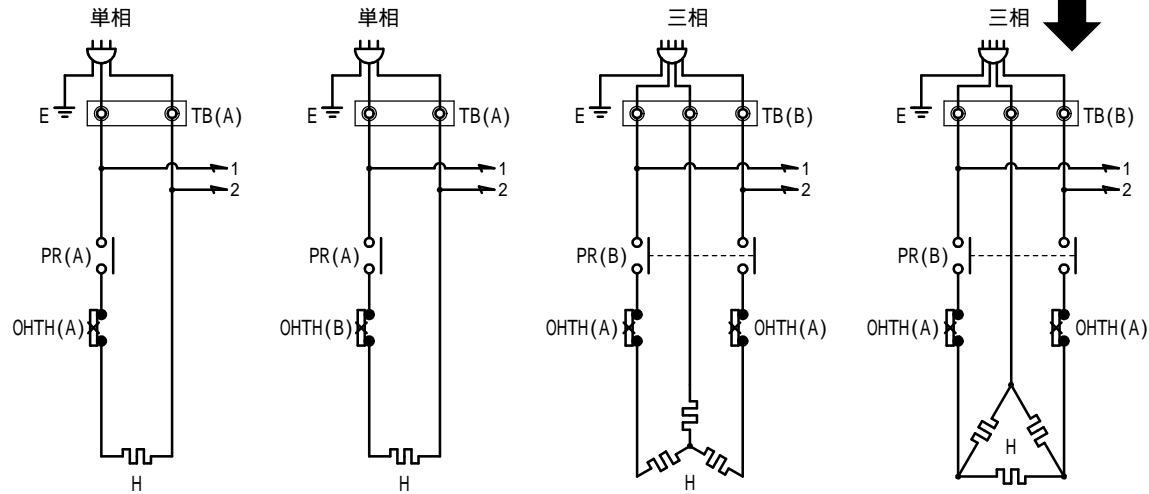 単相
E
TB(A)
1
2
PR(A)
OHTH(A)
H
単相
E
TB(A)
1
2
PR(A)
OHTH(B)
H
三相
E
TB(B)
1
2
PR(B)
OHTH(A)
OHTH(A)
H
三相
E
TB(B)
1
2
PR(B)
OHTH(A)
OHTH(A)
H